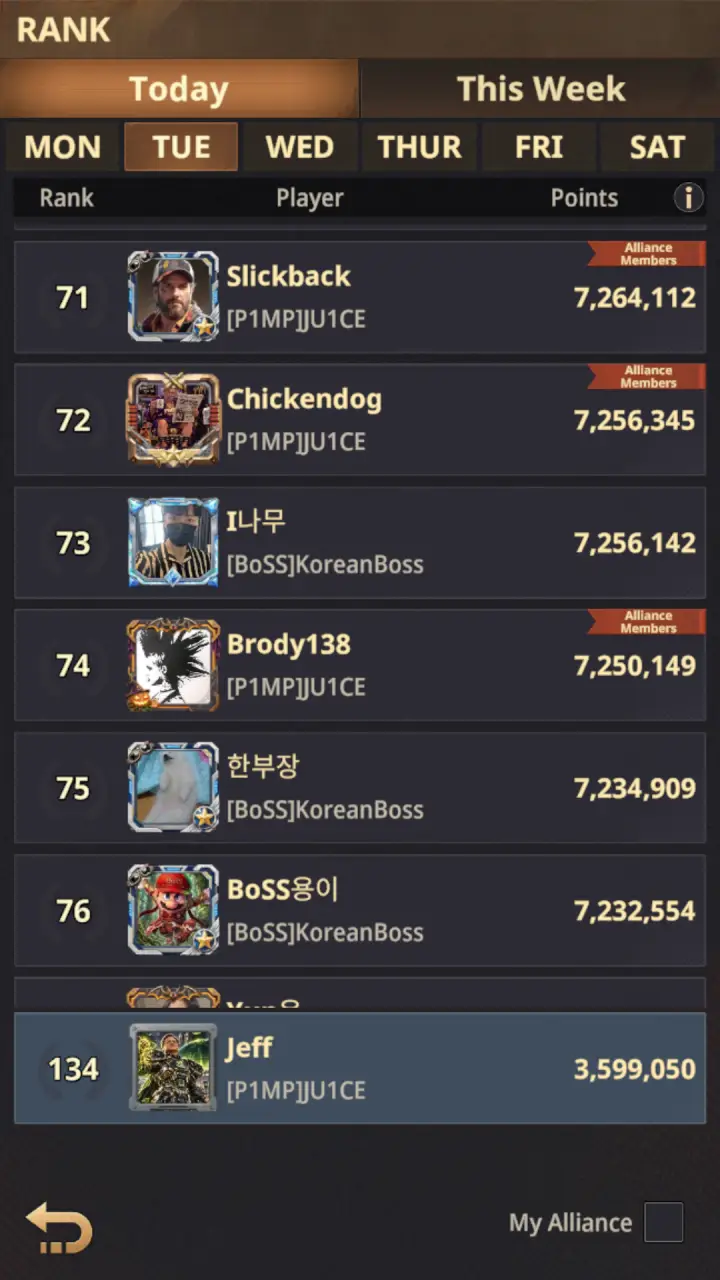 RANK
Today This Week
MON TUE WED THUR FRI SAT
Rank Player Points
Alliance Members
71 Slickback 7,264,112
[P1MP]JU1CE
Alliance Members
72 Chickendog 7,256,345
[P1MP]JU1CE
73 I나무 7,256,142
[BoSS]KoreanBoss
Alliance Members
74 Brody138 7,250,149
[P1MP]JU1CE
75 한부장 7,234,909
[BoSS]KoreanBoss
76 BoSS용이 7,232,554
[BoSS]KoreanBoss
134 Jeff 3,599,050
[P1MP]JU1CE
My Alliance